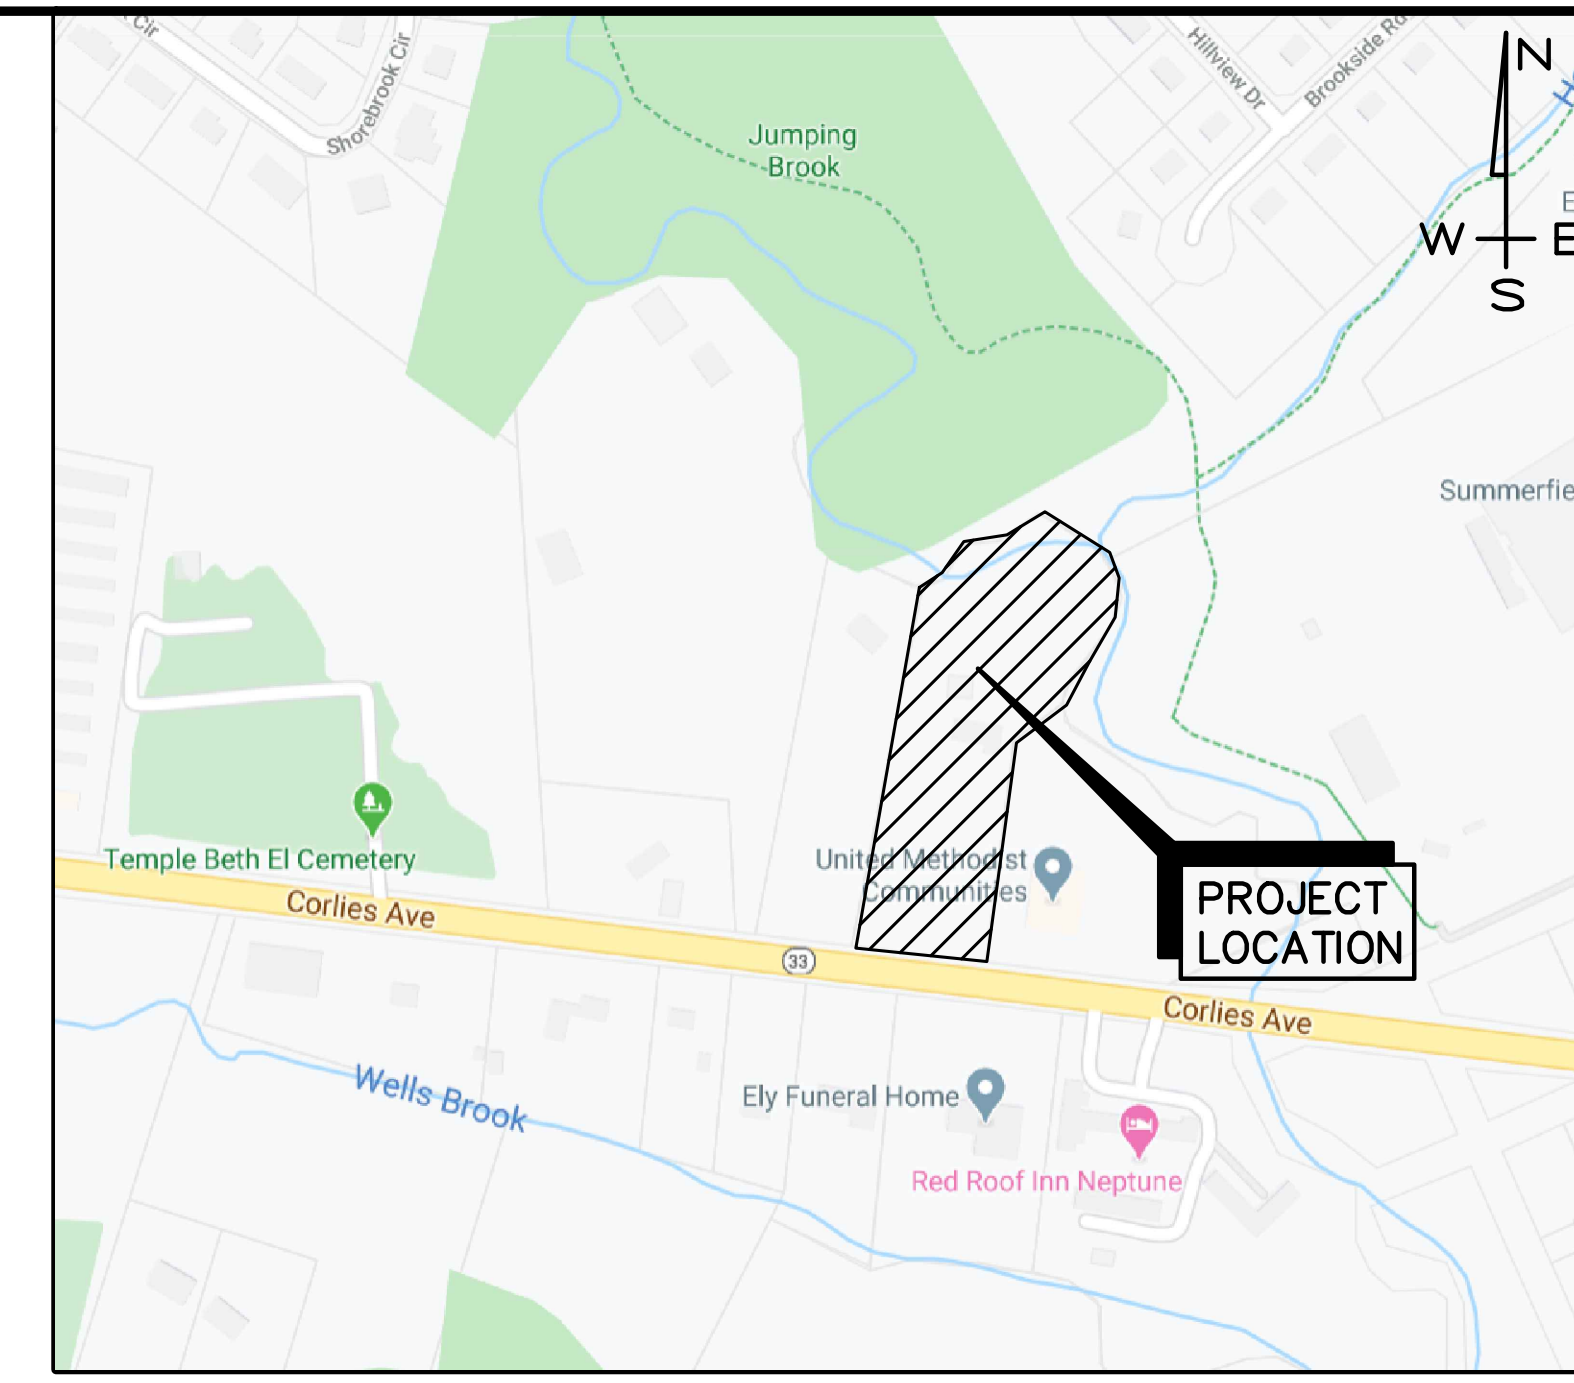 Cir
Shorebrook Cir
Hillview Dr
Brookside Rd
N
Jumping
Brook
W
E
S
Temple Beth El Cemetery
United Methodist
Communities
PROJECT
LOCATION
Corlies Ave
33
Corlies Ave
Wells Brook
Ely Funeral Home
Red Roof Inn Neptune